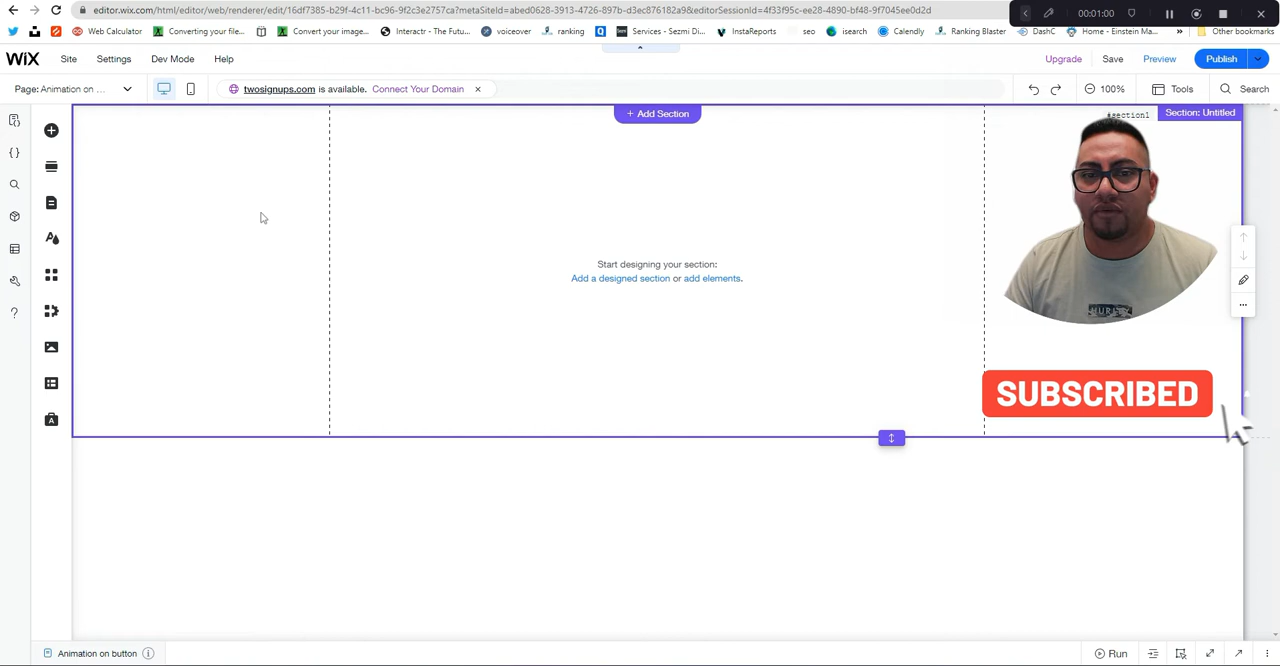 editor.wix.com/html/editor/web/renderer/edit/16df7385-b29f-4c11-bc96-9f2c3e2757ca?metaSiteId=abed0628-3913-4726-897b-d3ec876182a9&editorSessionId=4f33f95c-ee28-4890-bf48-9f7045ee0d2d
00:01:00
Web Calculator
Converting your file...
Convert your image...
Interactr - The Futu...
voiceover
ranking
Services - Sezmi Di...
InstaReports
seo
isearch
Calendly
Ranking Blaster
DashC
Home - Einstein Ma...
Other bookmarks
WiX
Site
Settings
Dev Mode
Help
Upgrade
Save
Preview
Publish
Page: Animation on ...
twosignups.com is available. Connect Your Domain
100%
Tools
Search
+ Add Section
#section1
Section: Untitled
Start designing your section:
Add a designed section or add elements.
HURLEY
SUBSCRIBED
Animation on button
Run